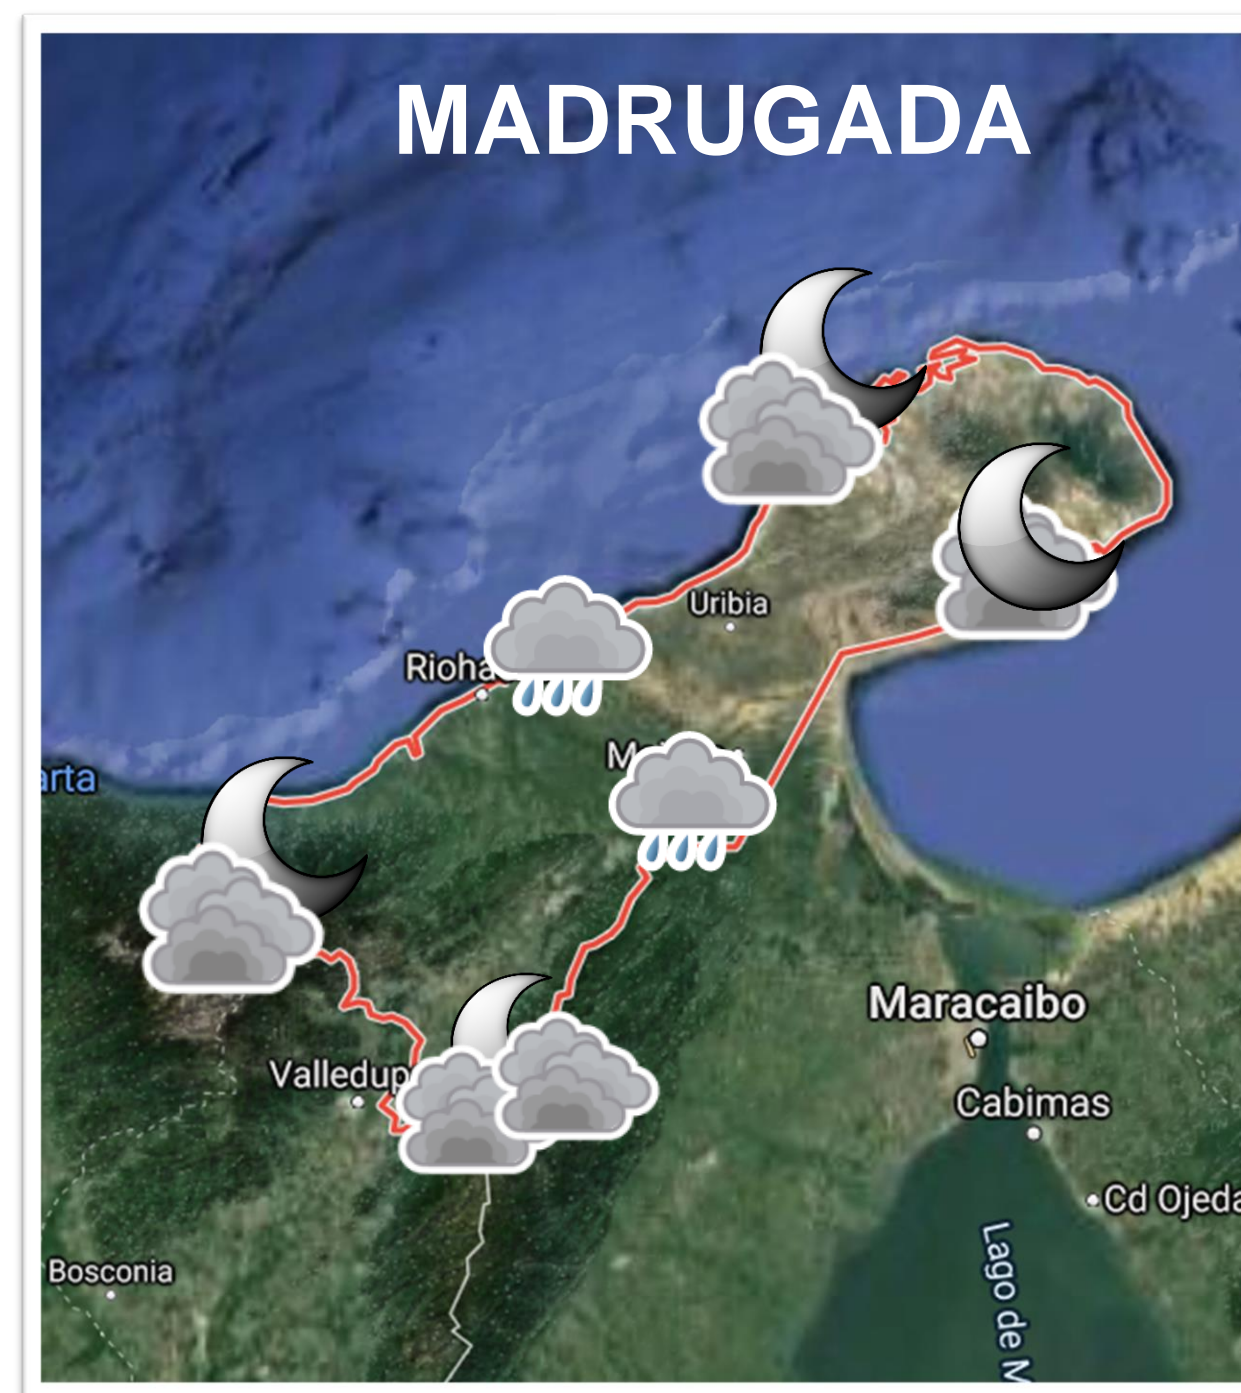 MADRUGADA
Uribia
Rioha
arta
M
Maracaibo
Valledup
Cabimas
Cd Ojeda
Lago de M
Bosconia